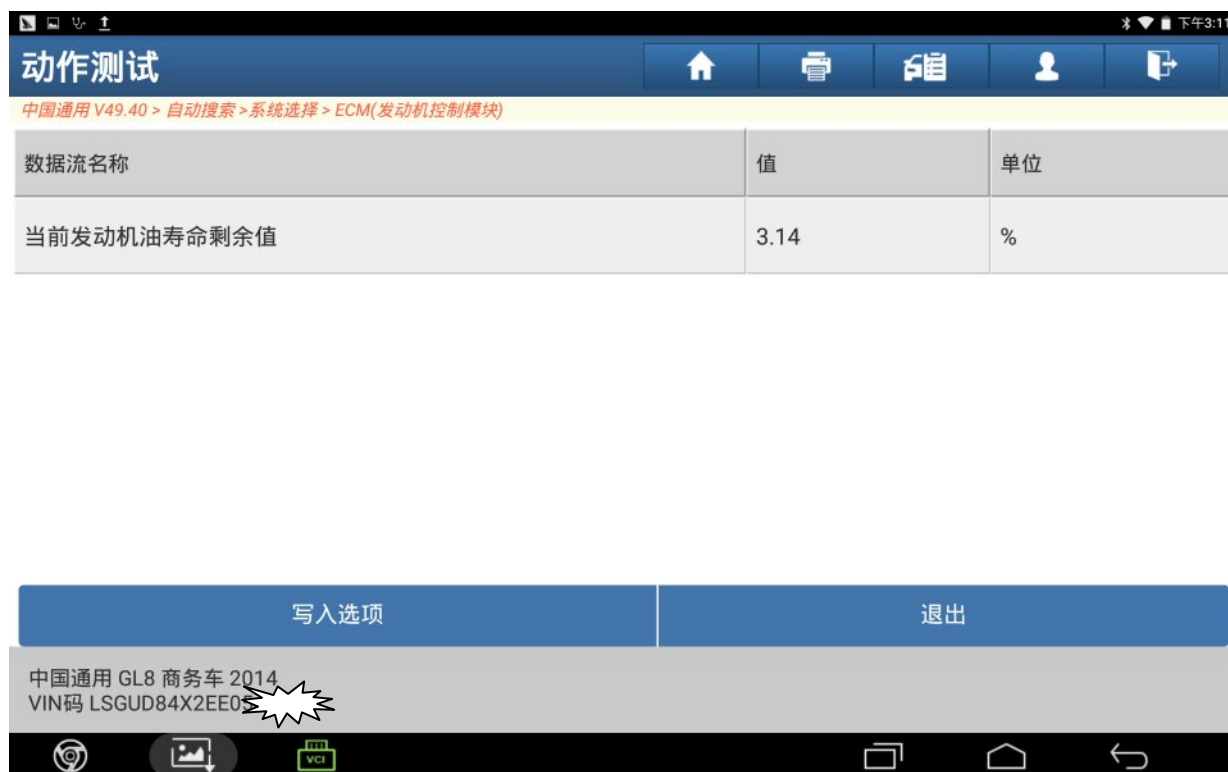 下午3:11
动作测试
中国通用 V49.40 > 自动搜索 >系统选择 > ECM(发动机控制模块)
数据流名称 值 单位
当前发动机油寿命剩余值 3.14 %
写入选项 退出
中国通用 GL8 商务车 2014
VIN码 LSGUD84X2EE05
VCI